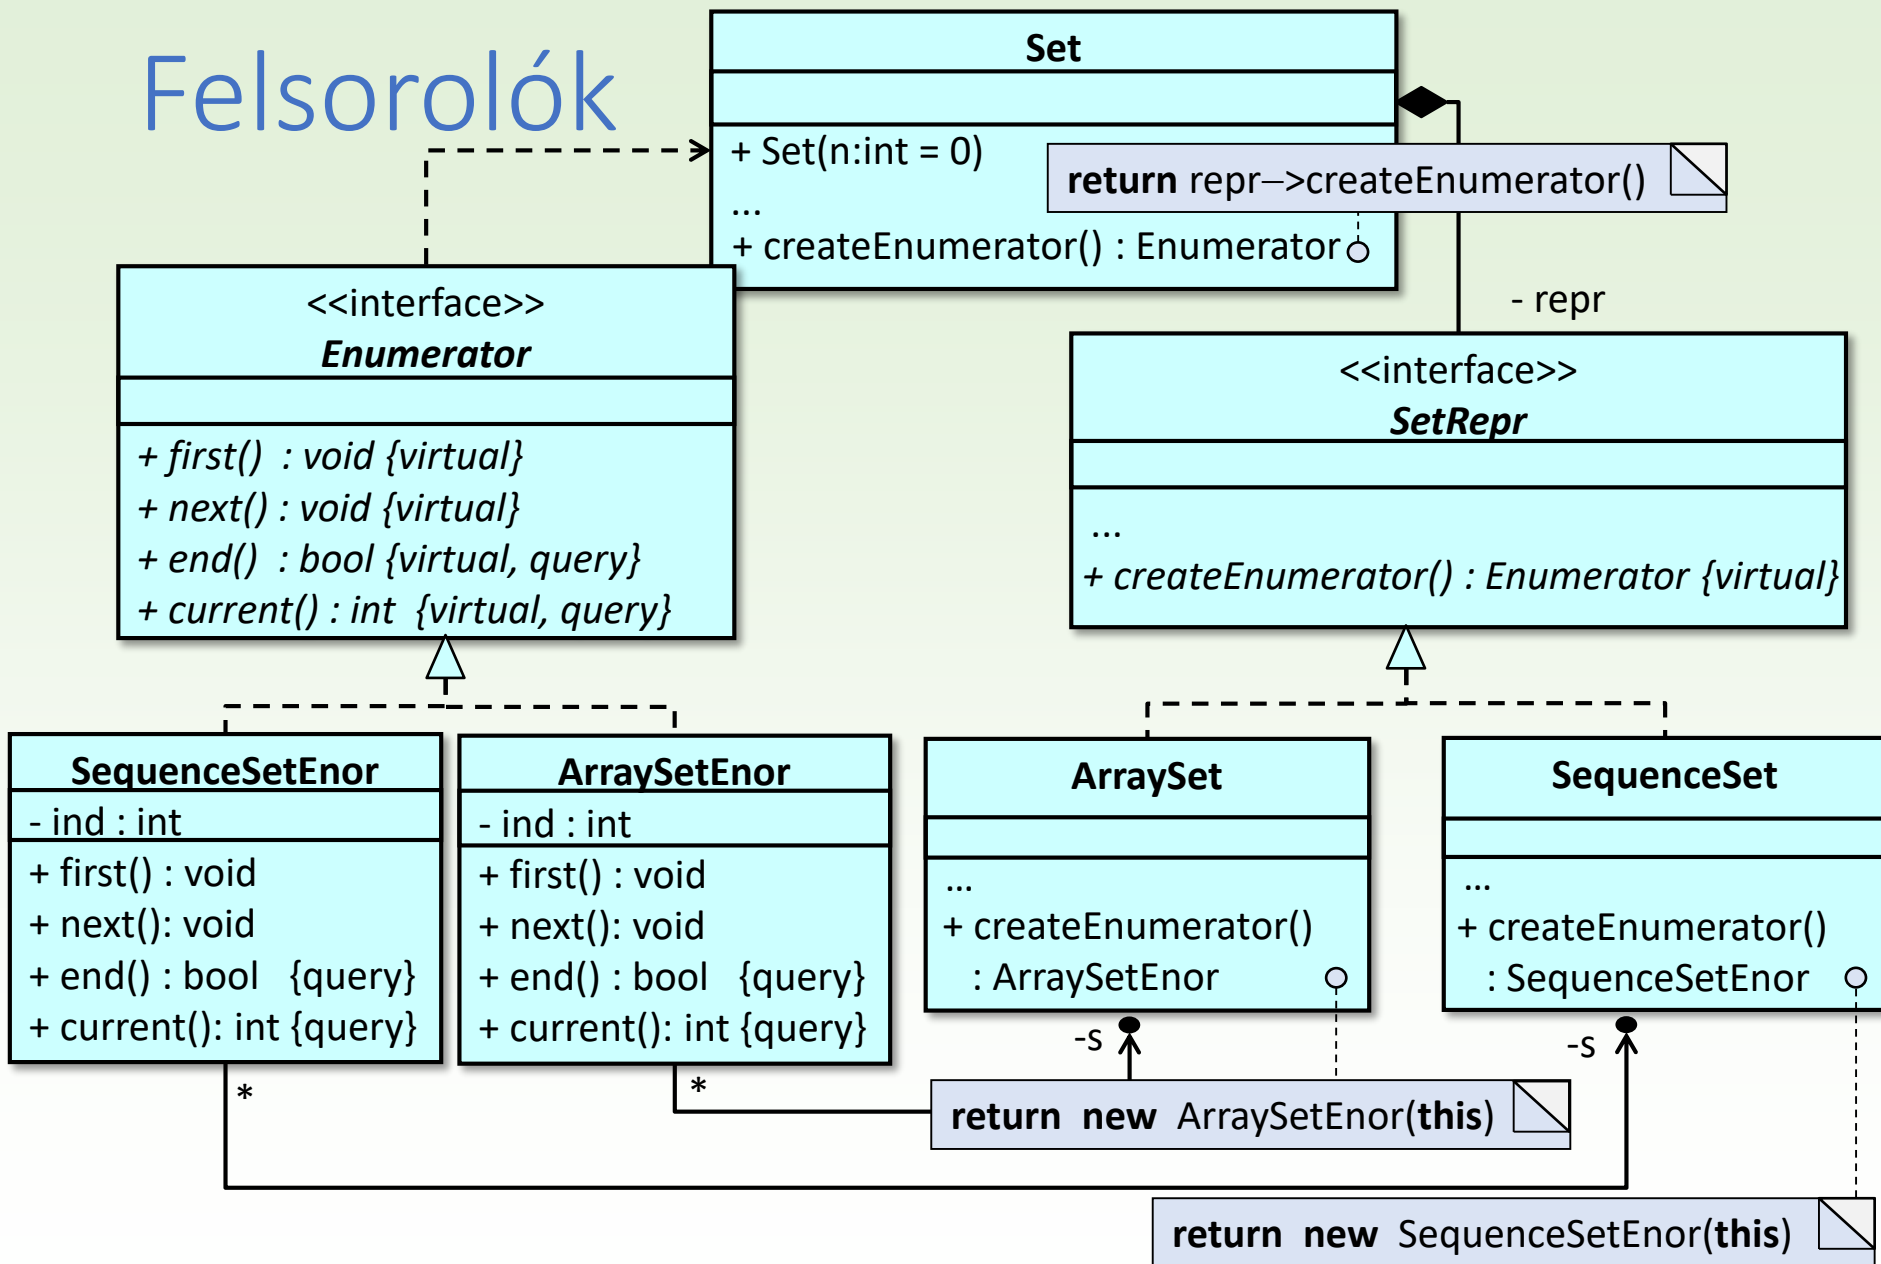 Felsorolók
Set
+ Set(n:int = 0)
...
+ createEnumerator() : Enumerator
return repr–>createEnumerator()
- repr
<<interface>>
Enumerator
+ first() : void {virtual}
+ next() : void {virtual}
+ end() : bool {virtual, query}
+ current() : int {virtual, query}
<<interface>>
SetRepr
...
+ createEnumerator() : Enumerator {virtual}
SequenceSetEnor
- ind : int
+ first() : void
+ next(): void
+ end() : bool {query}
+ current(): int {query}
*
ArraySetEnor
- ind : int
+ first() : void
+ next(): void
+ end() : bool {query}
+ current(): int {query}
*
ArraySet
...
+ createEnumerator()
: ArraySetEnor
-s
SequenceSet
...
+ createEnumerator()
: SequenceSetEnor
-s
return new ArraySetEnor(this)
return new SequenceSetEnor(this)